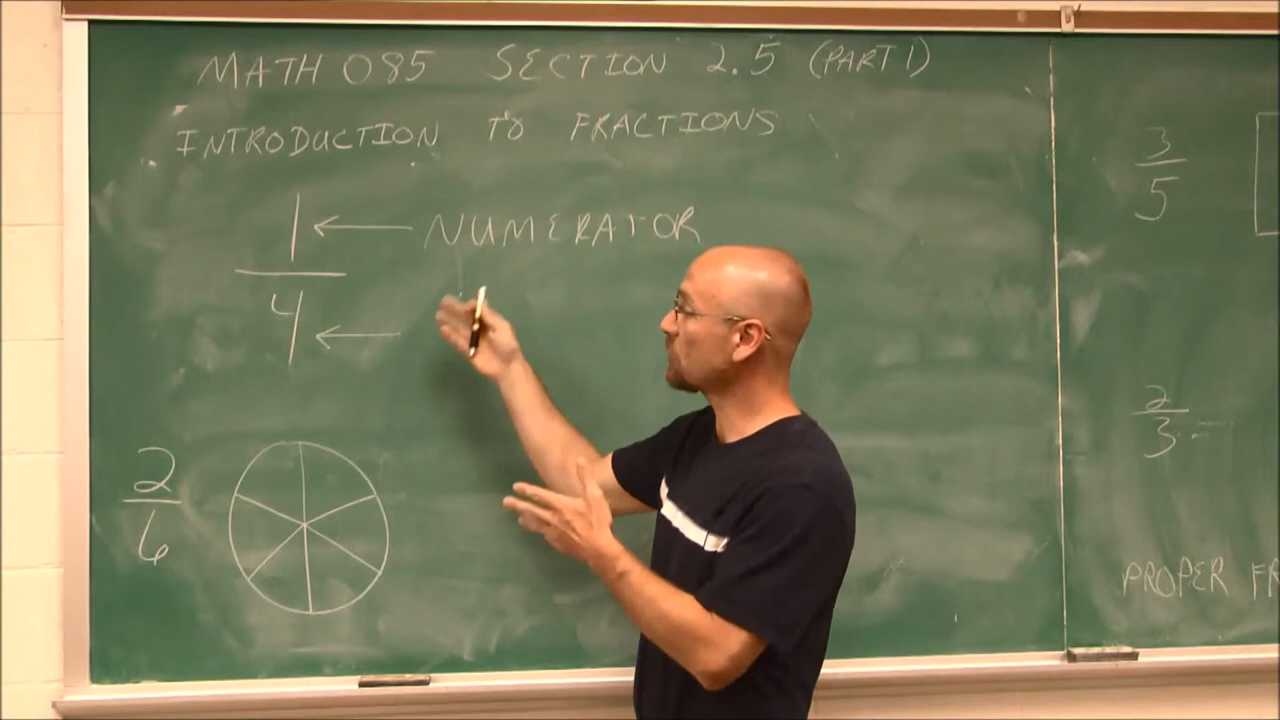 MATH 085 SECTION 2.5 (PART 1)
INTRODUCTION TO FRACTIONS
1 ← NUMERATOR
4 ←
2
6
3
5
2
3
PROPER